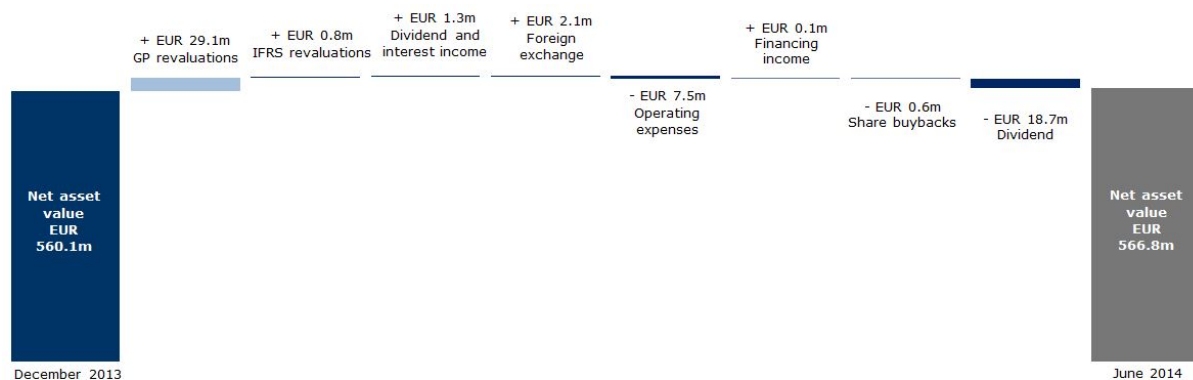 + EUR 29.1m
GP revaluations
+ EUR 0.8m
IFRS revaluations
+ EUR 1.3m
Dividend and
interest income
+ EUR 2.1m
Foreign
exchange
- EUR 7.5m
Operating
expenses
+ EUR 0.1m
Financing
income
- EUR 0.6m
Share buybacks
- EUR 18.7m
Dividend
Net asset
value
EUR
560.1m
Net asset
value
EUR
566.8m
December 2013
June 2014